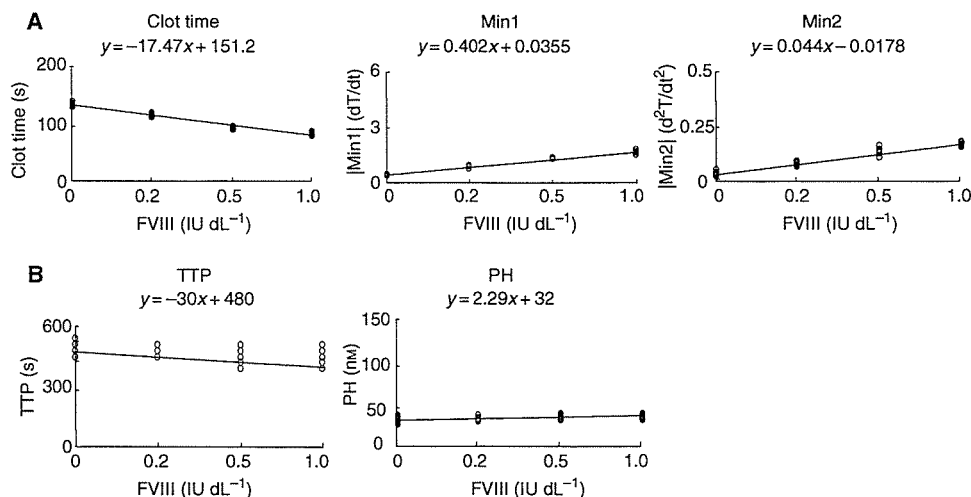 A
Clot time
y=−17.47x+151.2
Clot time (s)
200
100
0
0 0.2 0.5 1.0
FVIII (IU dL−1)
Min1
y=0.402x+0.0355
|Min1| (dT/dt)
6
3
0
0 0.2 0.5 1.0
FVIII (IU dL−1)
Min2
y=0.044x−0.0178
|Min2| (d²T/dt²)
0.5
0.25
0
0 0.2 0.5 1.0
FVIII (IU dL−1)
B
TTP
y=−30x+480
TTP (s)
600
300
0
0 0.2 0.5 1.0
FVIII (IU dL−1)
PH
y=2.29x+32
PH (nM)
150
100
50
0
0 0.2 0.5 1.0
FVIII (IU dL−1)